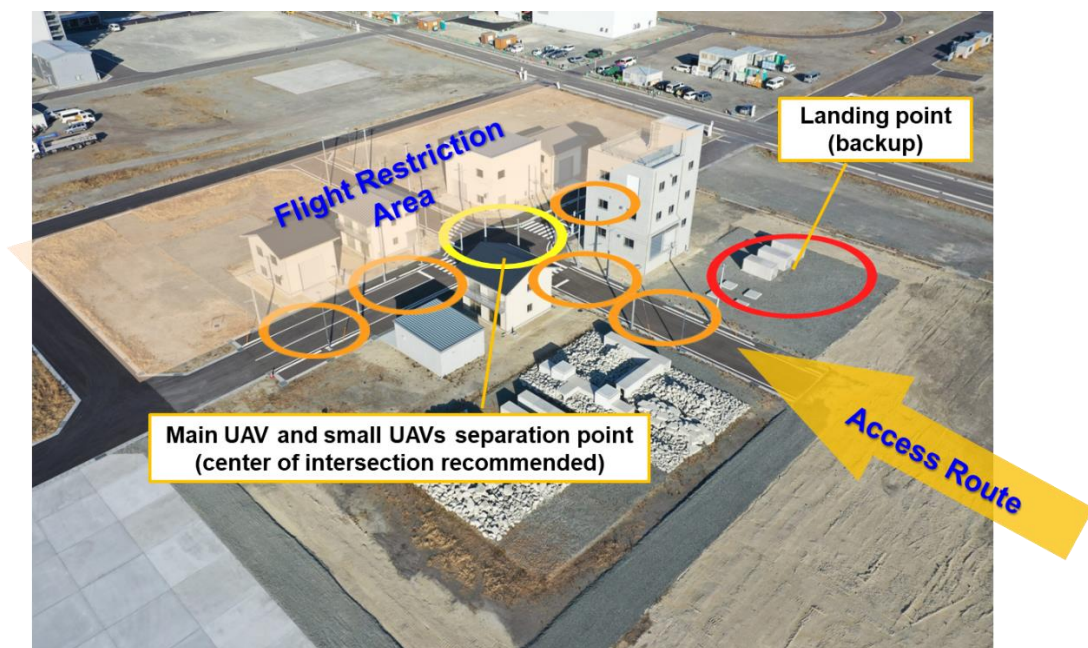 Landing point
(backup)
Flight Restriction
Area
Main UAV and small UAVs separation point
(center of intersection recommended)
Access Route